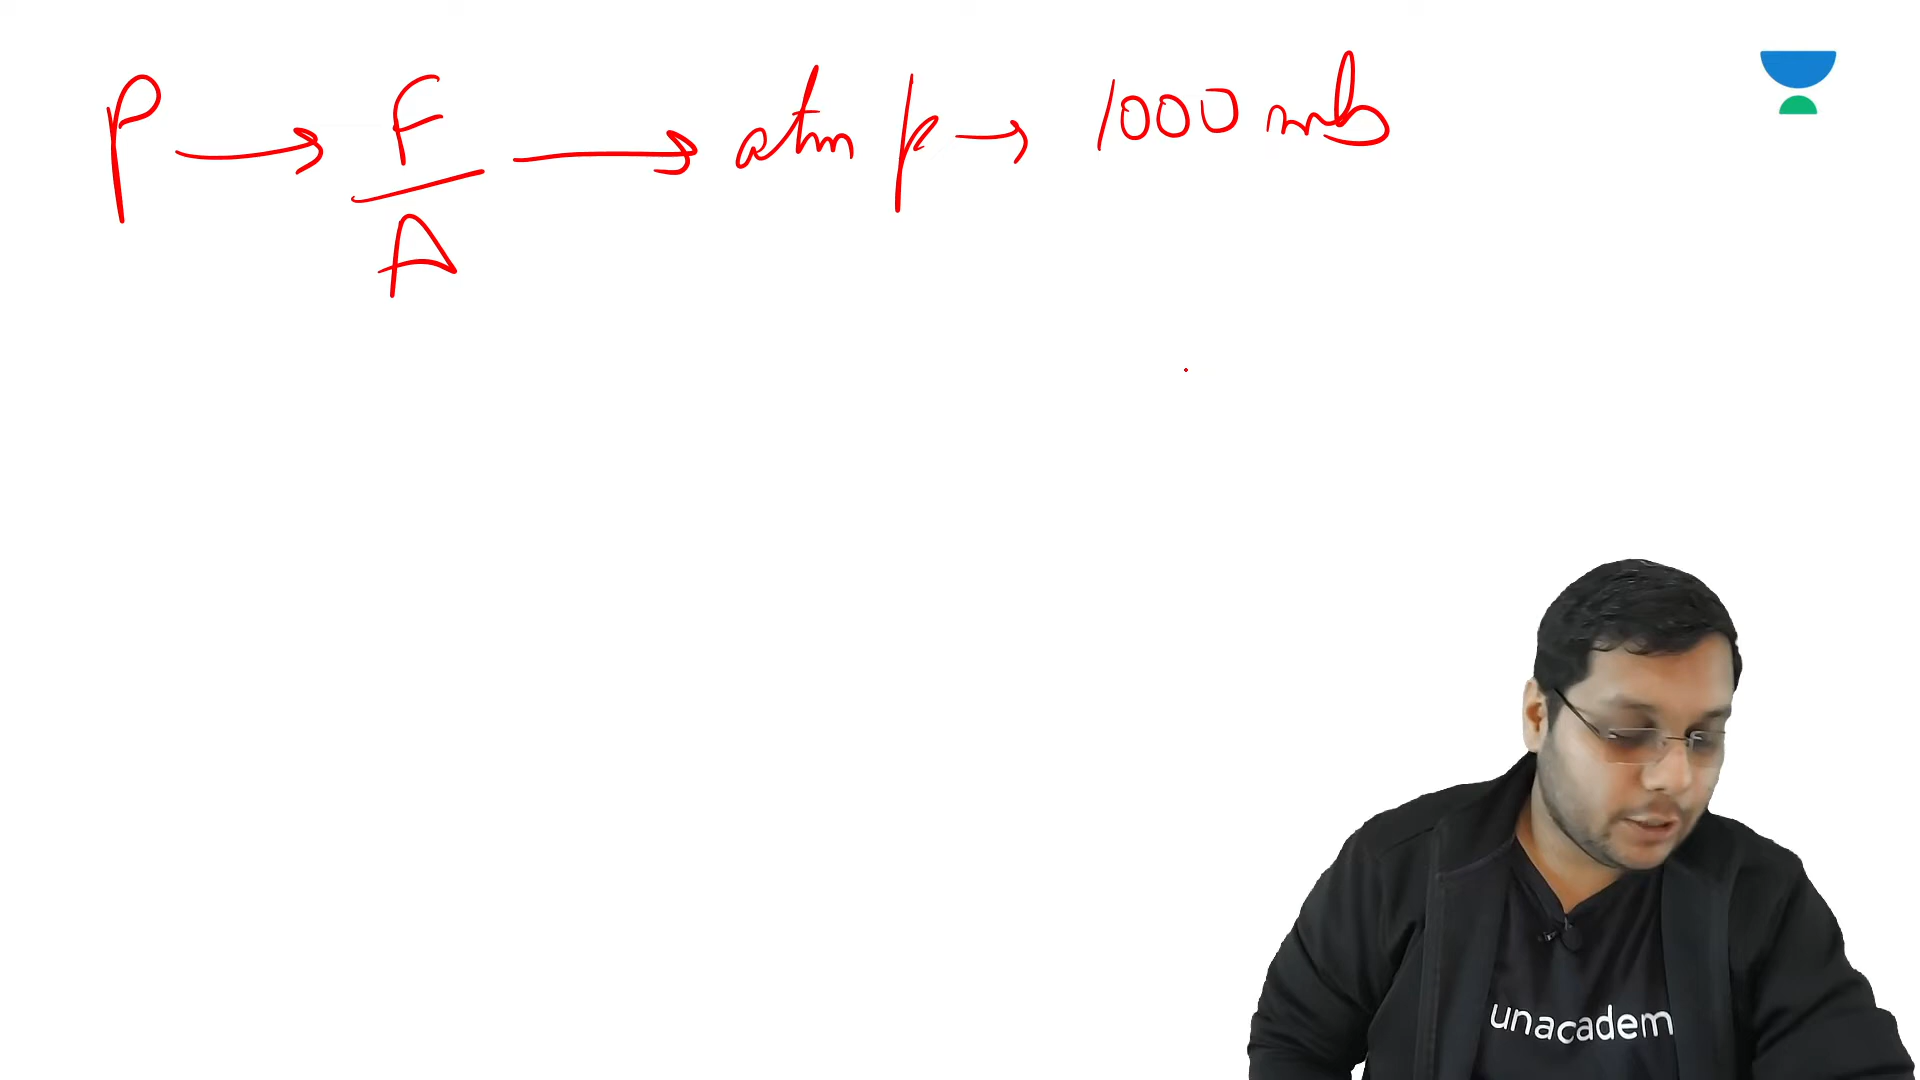 P → F/A → atm p → 1000 mb
unacadem